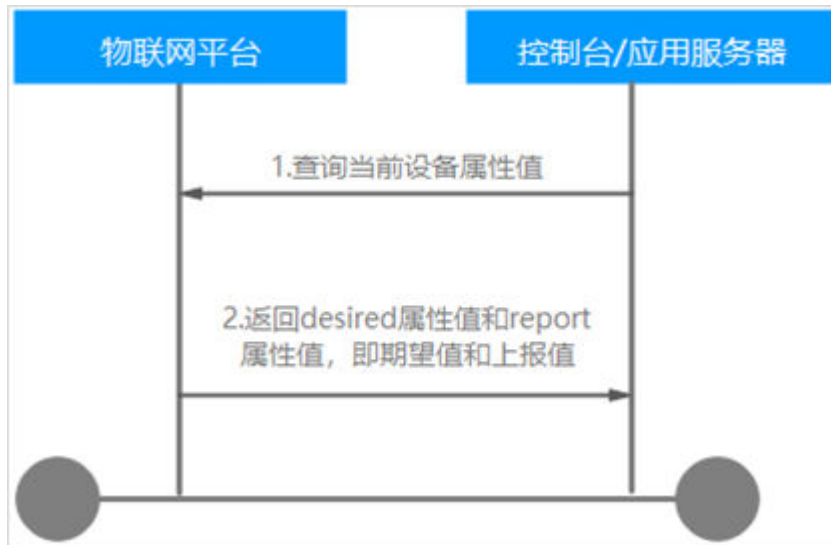 物联网平台
控制台/应用服务器
1.查询当前设备属性值
2.返回desired属性值和report
属性值，即期望值和上报值